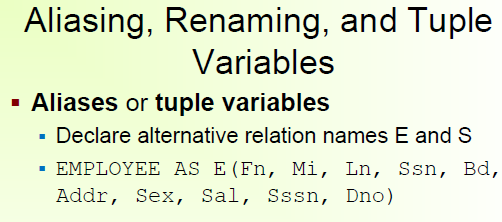 Aliasing, Renaming, and Tuple
Variables
▪ Aliases or tuple variables
▪ Declare alternative relation names E and S
▪ EMPLOYEE AS E(Fn, Mi, Ln, Ssn, Bd,
Addr, Sex, Sal, Sssn, Dno)